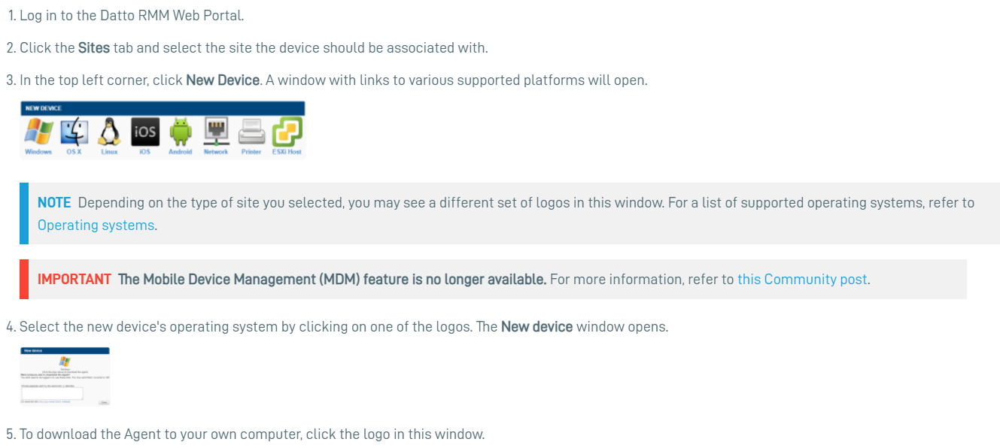 1. Log in to the Datto RMM Web Portal.
2. Click the Sites tab and select the site the device should be associated with.
3. In the top left corner, click New Device. A window with links to various supported platforms will open.
NEW DEVICE
iOS
Windows OS X Linux iOS Android Network Printer ESXi Host
NOTE Depending on the type of site you selected, you may see a different set of logos in this window. For a list of supported operating systems, refer to
Operating systems.
IMPORTANT The Mobile Device Management (MDM) feature is no longer available. For more information, refer to this Community post.
4. Select the new device's operating system by clicking on one of the logos. The New device window opens.
New device
Windows
5. To download the Agent to your own computer, click the logo in this window.